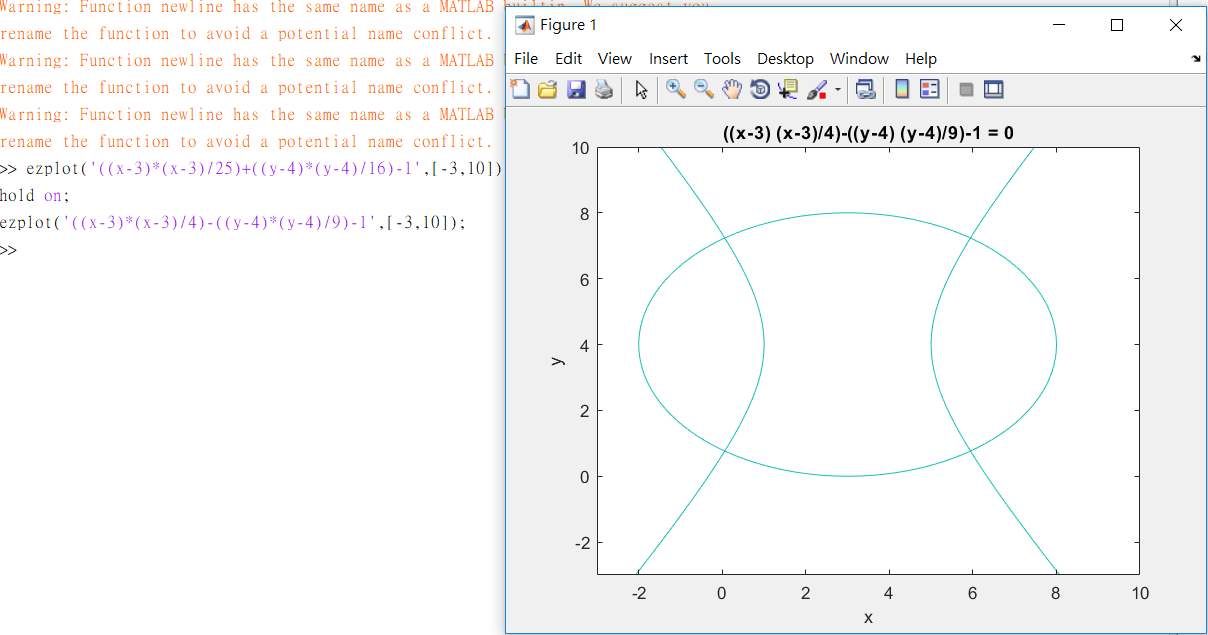 Warning: Function newline has the same name as a MATLAB builtin. We suggest you
rename the function to avoid a potential name conflict.
Warning: Function newline has the same name as a MATLAB
rename the function to avoid a potential name conflict.
Warning: Function newline has the same name as a MATLAB
rename the function to avoid a potential name conflict.
>> ezplot('((x-3)*(x-3)/25)+((y-4)*(y-4)/16)-1',[-3,10])
hold on;
ezplot('((x-3)*(x-3)/4)-((y-4)*(y-4)/9)-1',[-3,10]);
>>
Figure 1
File Edit View Insert Tools Desktop Window Help
((x-3) (x-3)/4)-((y-4) (y-4)/9)-1 = 0
10
8
6
4
2
0
-2
y
-2 0 2 4 6 8 10
x